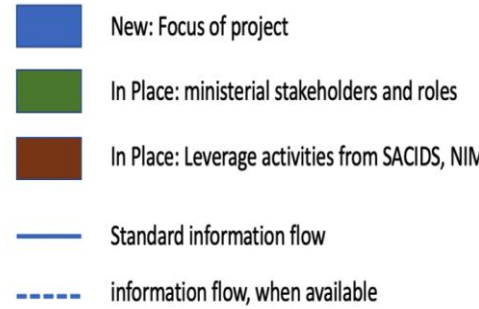 New: Focus of project
In Place: ministerial stakeholders and roles
In Place: Leverage activities from SACIDS, NIM
Standard information flow
information flow, when available